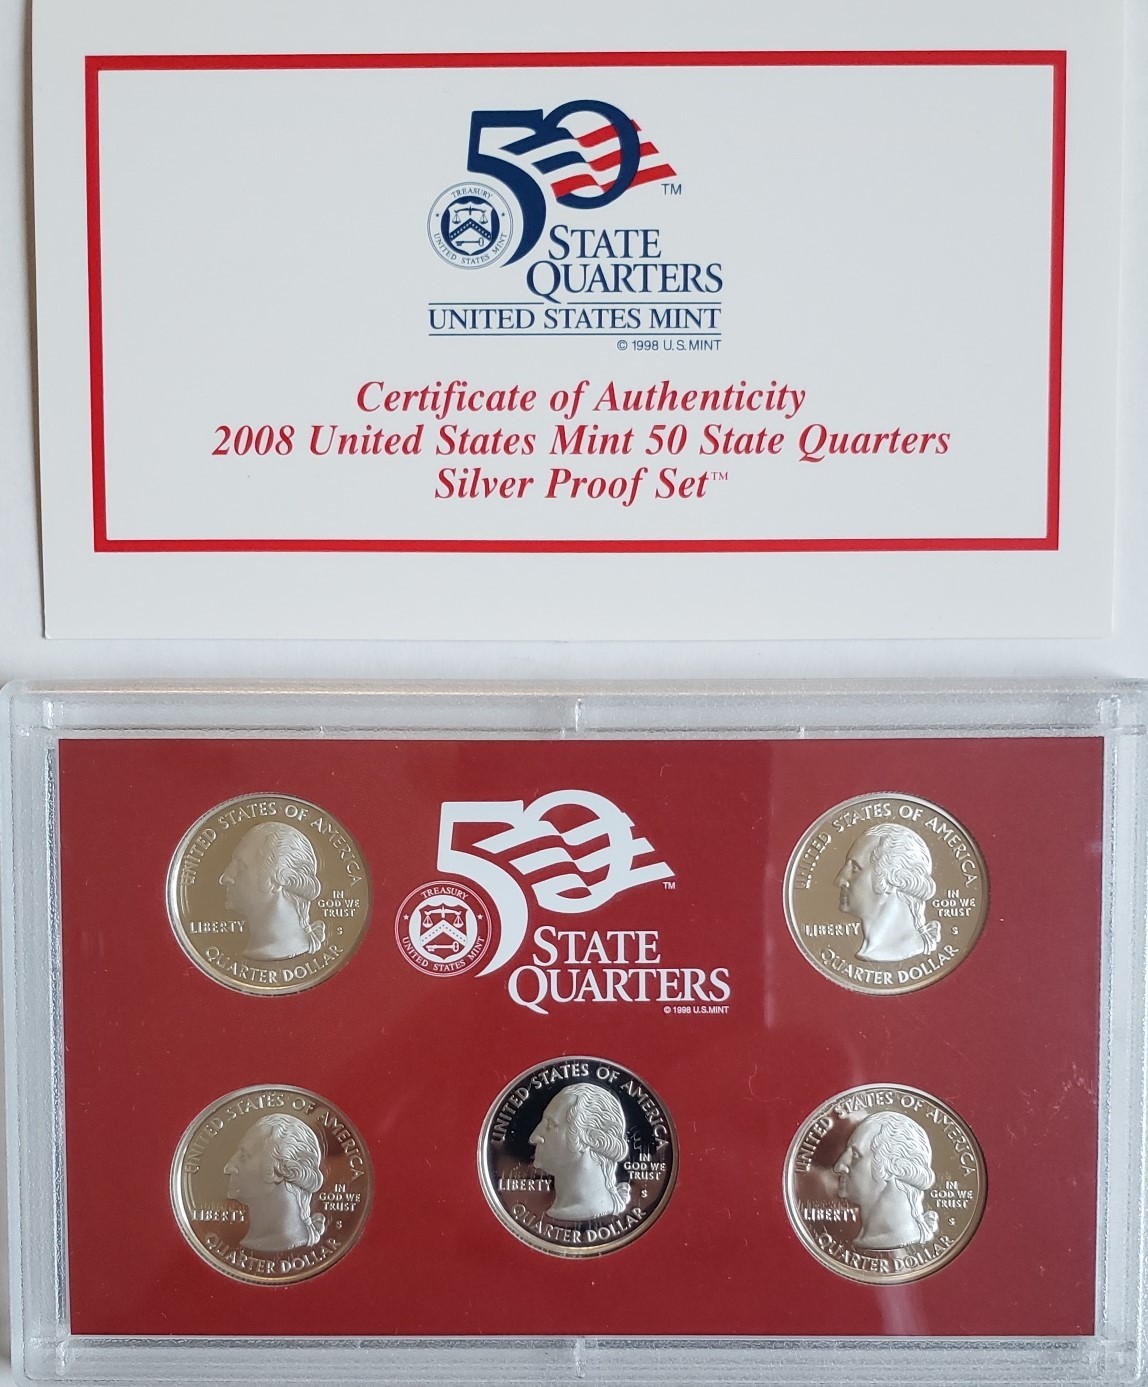 50
TM
TREASURY
UNITED STATES MINT
STATE
QUARTERS
UNITED STATES MINT
© 1998 U.S. MINT
Certificate of Authenticity
2008 United States Mint 50 State Quarters
Silver Proof Set™
UNITED STATES OF AMERICA
IN
GOD WE
TRUST
LIBERTY
S
QUARTER DOLLAR
50
TM
TREASURY
UNITED STATES MINT
STATE
QUARTERS
© 1998 U.S. MINT
UNITED STATES OF AMERICA
IN
GOD WE
TRUST
LIBERTY
S
QUARTER DOLLAR
UNITED STATES OF AMERICA
IN
GOD WE
TRUST
LIBERTY
S
QUARTER DOLLAR
UNITED STATES OF AMERICA
IN
GOD WE
TRUST
LIBERTY
S
QUARTER DOLLAR
UNITED STATES OF AMERICA
IN
GOD WE
TRUST
LIBERTY
S
QUARTER DOLLAR